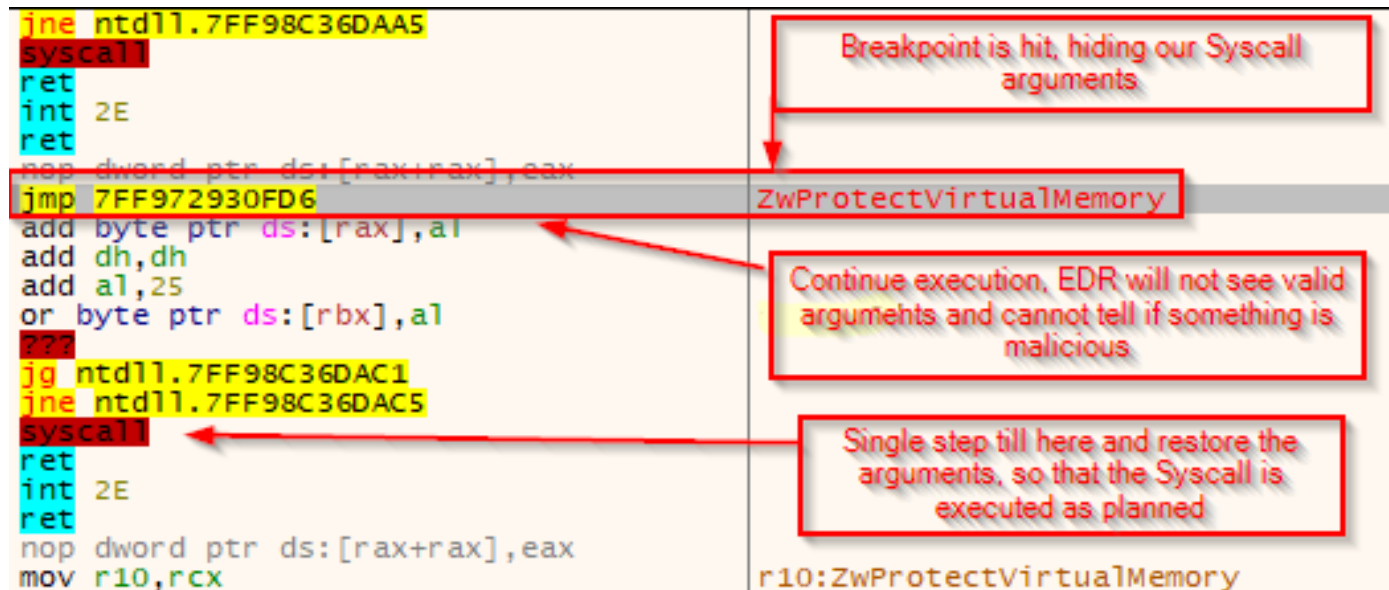 jne ntdll.7FF98C36DAA5
syscall
ret
int 2E
ret
nop dword ptr ds:[rax+rax],eax
jmp 7FF972930FD6
ZwProtectVirtualMemory
add byte ptr ds:[rax],al
add dh,dh
add al,25
or byte ptr ds:[rbx],al
???
jg ntdll.7FF98C36DAC1
jne ntdll.7FF98C36DAC5
syscall
ret
int 2E
ret
nop dword ptr ds:[rax+rax],eax
mov r10,rcx
r10:ZwProtectVirtualMemory
Breakpoint is hit, hiding our Syscall
arguments
Continue execution, EDR will not see valid
arguments and cannot tell if something is
malicious
Single step till here and restore the
arguments, so that the Syscall is
executed as planned